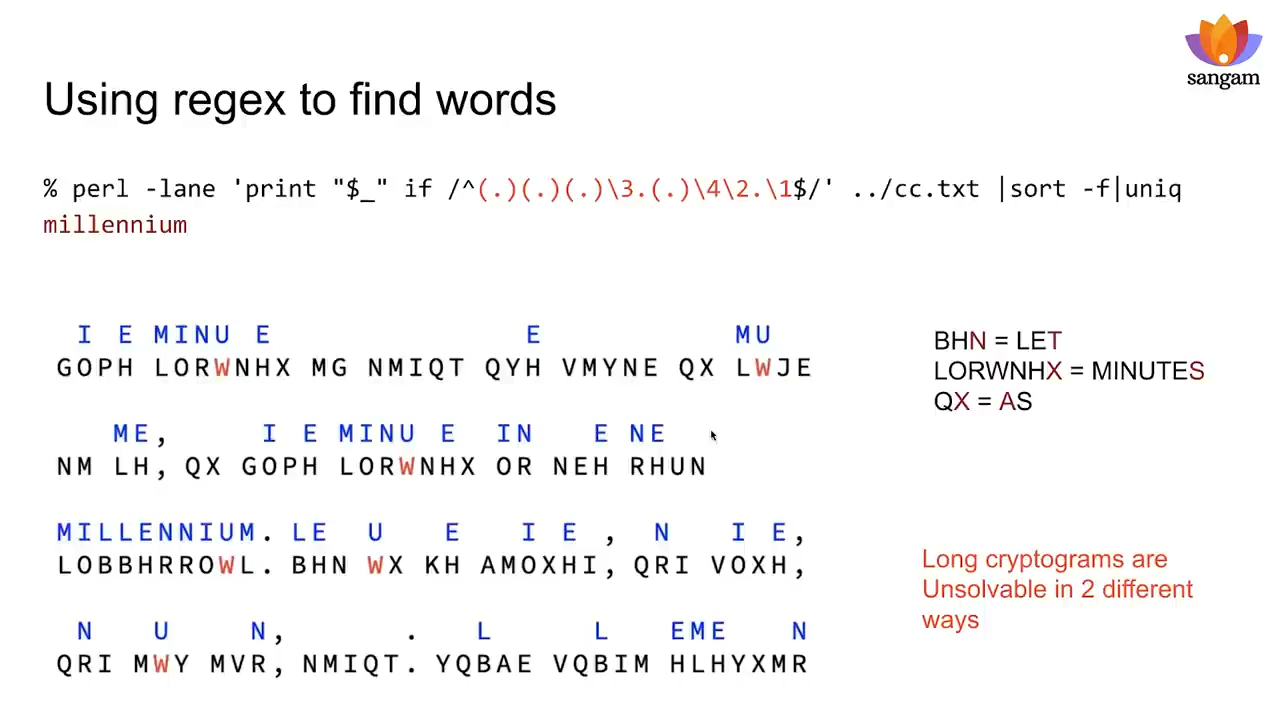 sangam
Using regex to find words
% perl -lane 'print "$_" if /^(.)(.)(.)\3.(.)\4\2.\1$/' ../cc.txt |sort -f|uniq
millennium
I E MINU E E MU
GOPH LORWNHX MG NMIQT QYH VMYNE QX LWJE
ME, I E MINU E IN E NE
NM LH, QX GOPH LORWNHX OR NEH RHUN
MILLENNIUM. LE U E I E , N I E,
LOBBHRROWL. BHN WX KH AMOXHI, QRI VOXH,
N U N, . L L EME N
QRI MWY MVR, NMIQT. YQBAE VQBIM HLHYXMR
BHN = LET
LORWNHX = MINUTES
QX = AS
Long cryptograms are
Unsolvable in 2 different
ways